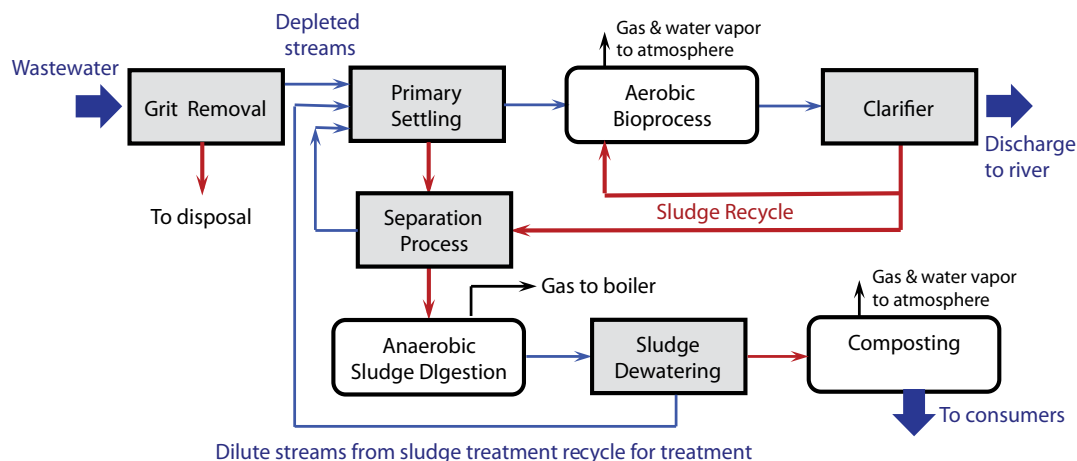 Depleted
streams
Gas & water vapor
to atmosphere
Wastewater
Grit Removal
Primary
Settling
Aerobic
Bioprocess
Clarifier
Discharge
to river
To disposal
Separation
Process
Sludge Recycle
Gas to boiler
Gas & water vapor
to atmosphere
Anaerobic
Sludge DIgestion
Sludge
Dewatering
Composting
To consumers
Dilute streams from sludge treatment recycle for treatment